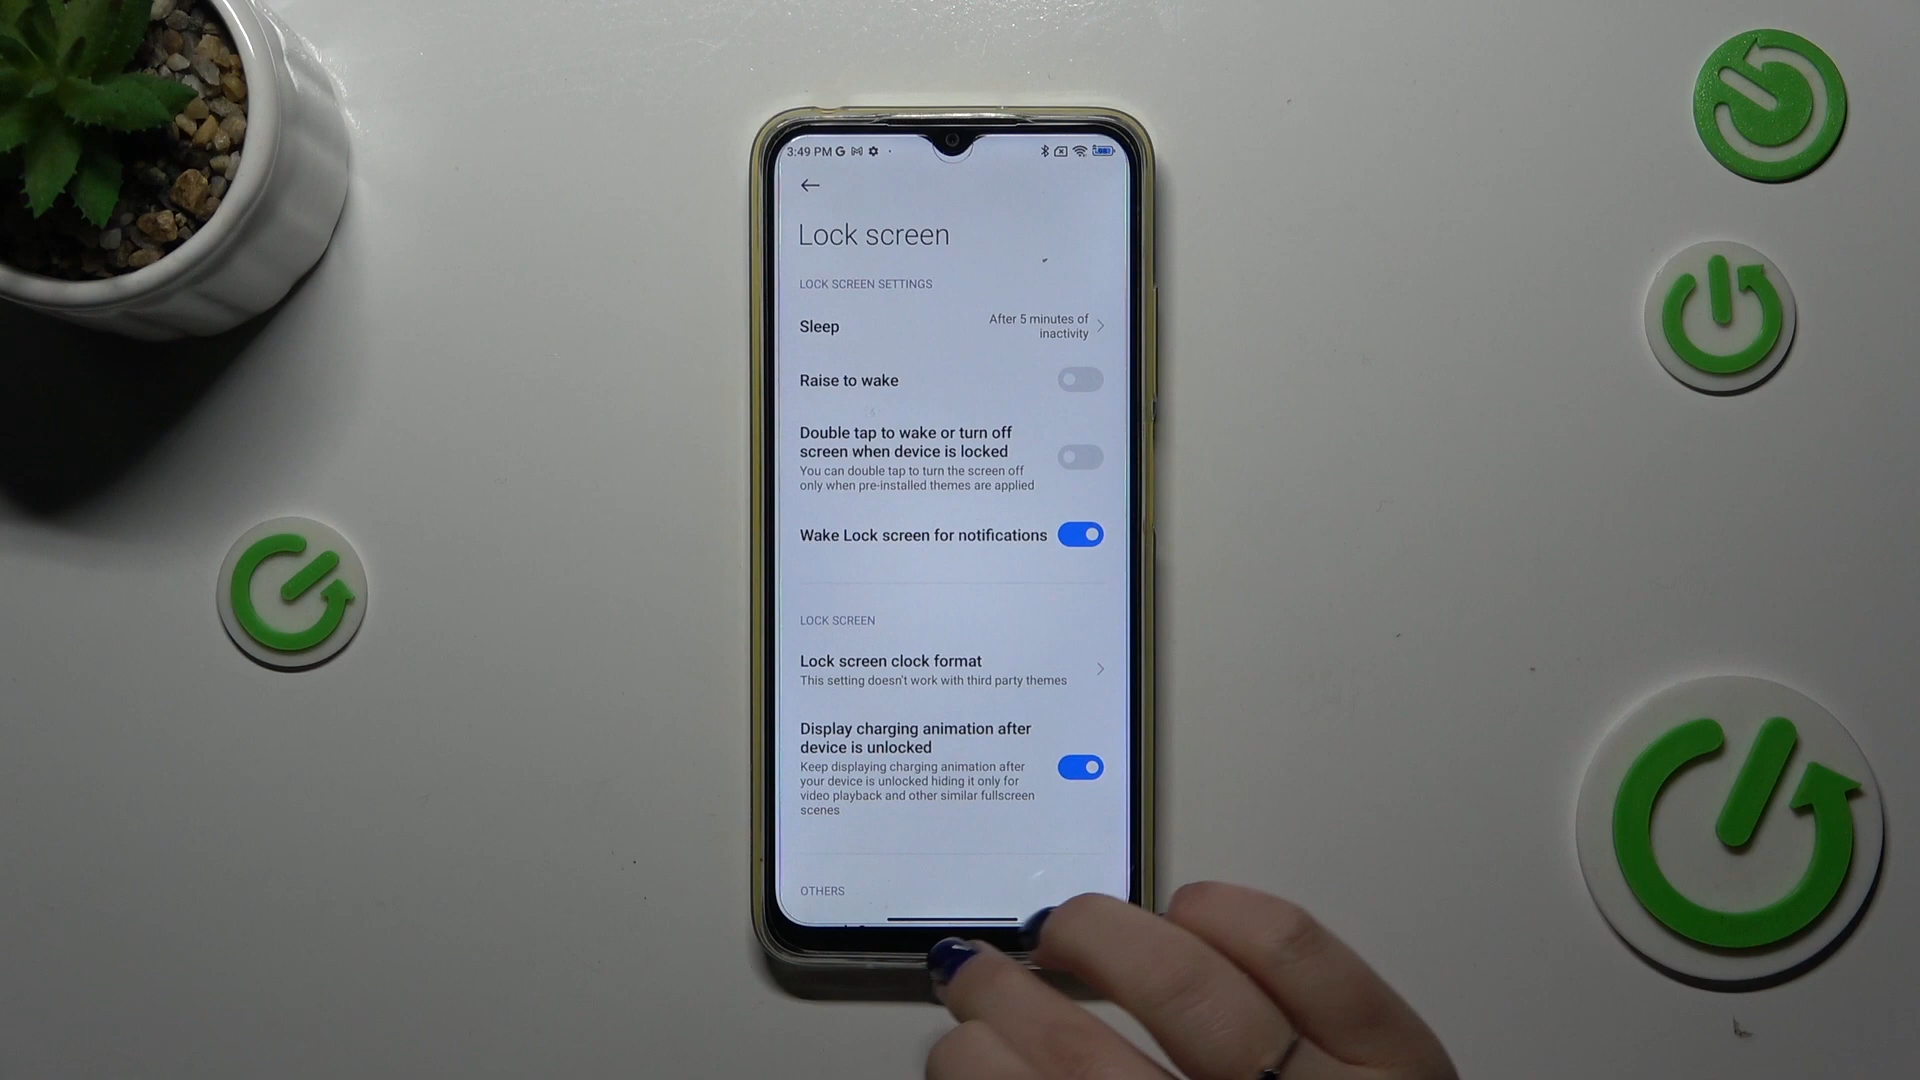 3:49 PM
Lock screen
LOCK SCREEN SETTINGS
Sleep
After 5 minutes of
inactivity
Raise to wake
Double tap to wake or turn off
screen when device is locked
You can double tap to turn the screen off
only when pre-installed themes are applied
Wake Lock screen for notifications
LOCK SCREEN
Lock screen clock format
This setting doesn't work with third party themes
Display charging animation after
device is unlocked
Keep displaying charging animation after
your device is unlocked hiding it only for
video playback and other similar fullscreen
scenes
OTHERS